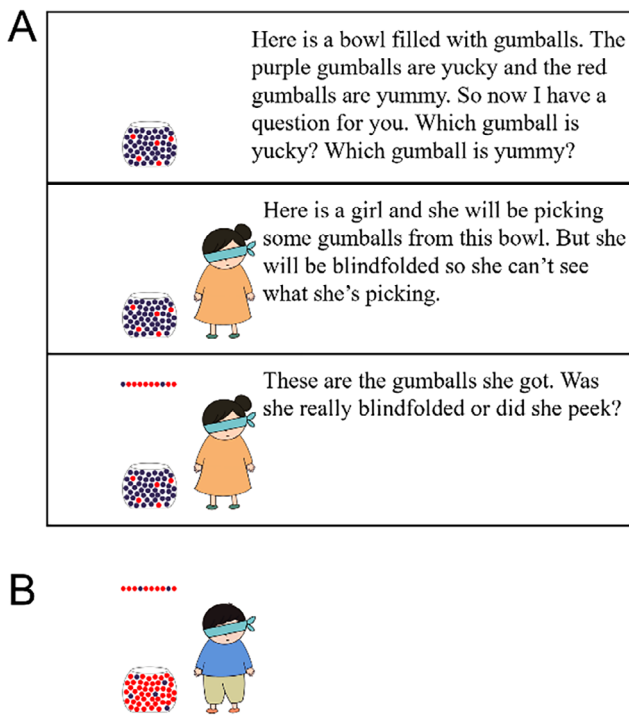 A
Here is a bowl filled with gumballs. The
purple gumballs are yucky and the red
gumballs are yummy. So now I have a
question for you. Which gumball is
yucky? Which gumball is yummy?
Here is a girl and she will be picking
some gumballs from this bowl. But she
will be blindfolded so she can’t see
what she’s picking.
These are the gumballs she got. Was
she really blindfolded or did she peek?
B